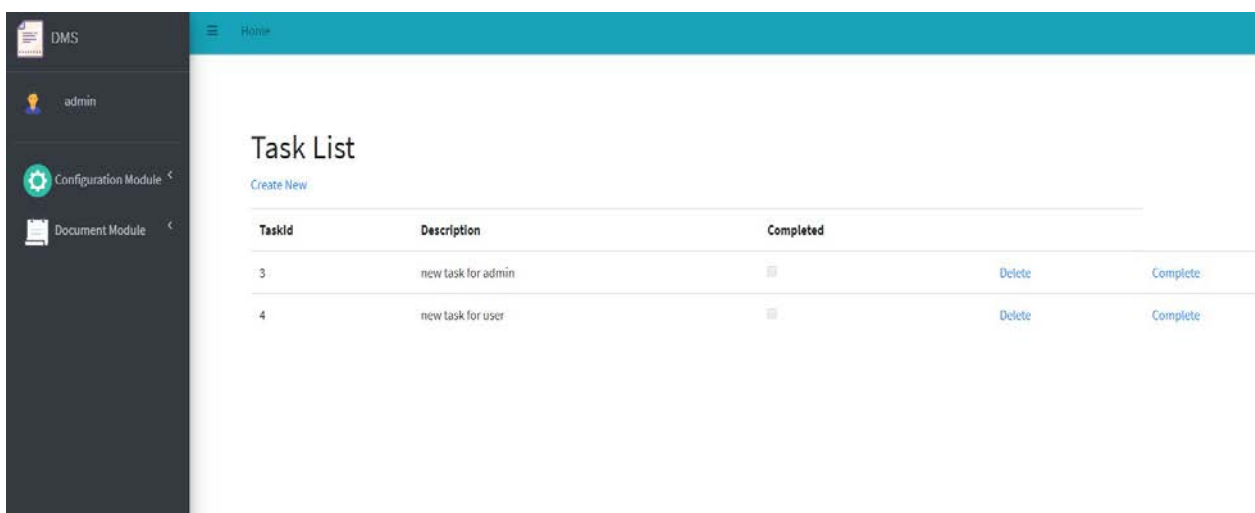 DMS
Home
admin
Configuration Module
Document Module
Task List
Create New
TaskId Description Completed
3 new task for admin Delete Complete
4 new task for user Delete Complete